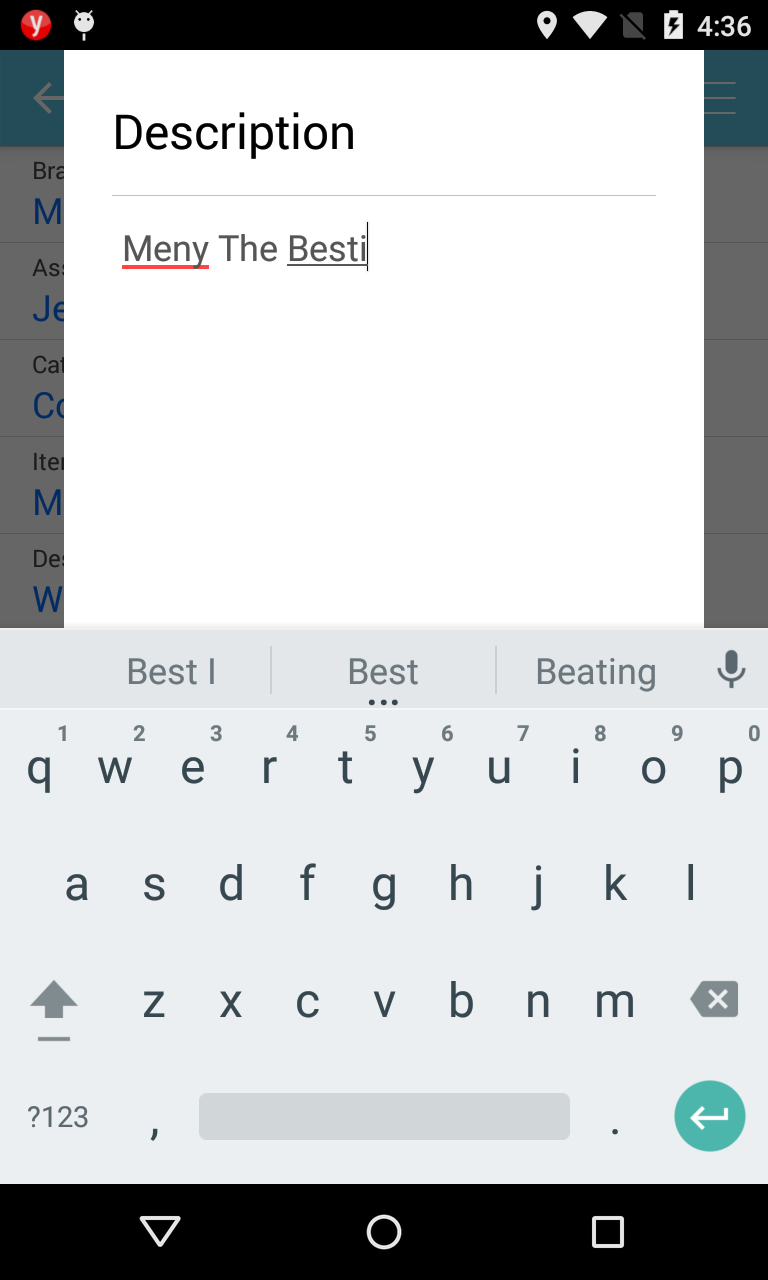 4:36
Description
Meny The Besti
Bra
M
Ass
Je
Cat
Co
Iter
M
Des
W
Best I Best Beating
1 2 3 4 5 6 7 8 9 0
q w e r t y u i o p
a s d f g h j k l
z x c v b n m
?123 , .